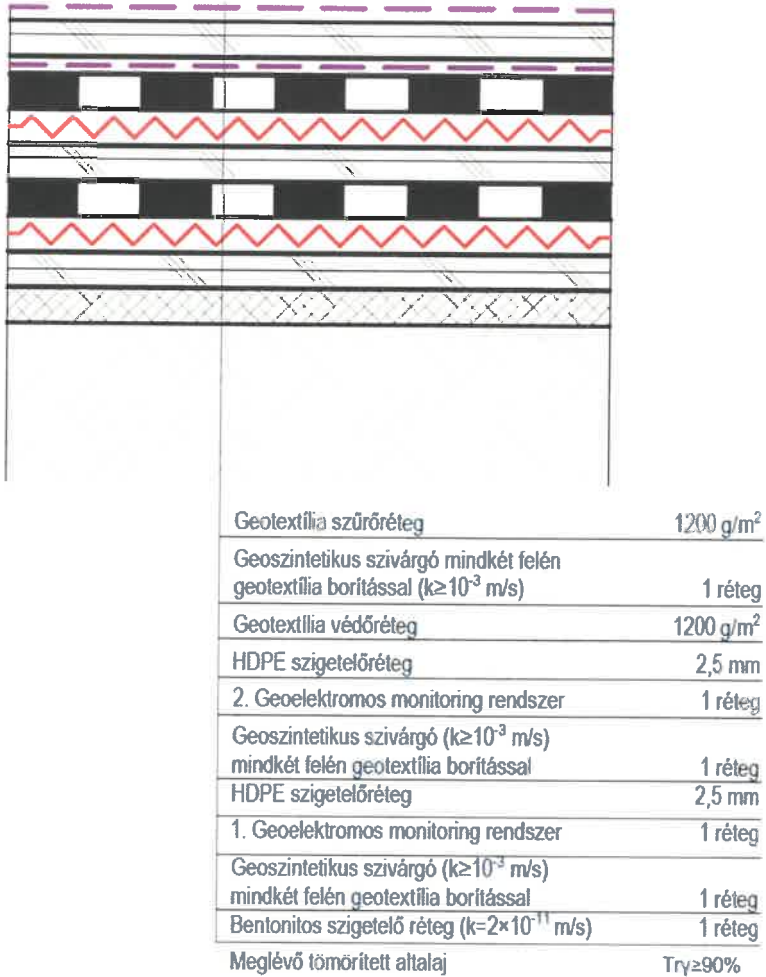 Geotextília szűrőréteg 1200 g/m²
Geoszintetikus szivárgó mindkét felén
geotextília borítással (k≥10⁻³ m/s) 1 réteg
Geotextília védőréteg 1200 g/m²
HDPE szigetelőréteg 2,5 mm
2. Geoelektromos monitoring rendszer 1 réteg
Geoszintetikus szivárgó (k≥10⁻³ m/s)
mindkét felén geotextília borítással 1 réteg
HDPE szigetelőréteg 2,5 mm
1. Geoelektromos monitoring rendszer 1 réteg
Geoszintetikus szivárgó (k≥10⁻³ m/s)
mindkét felén geotextília borítással 1 réteg
Bentonitos szigetelő réteg (k=2×10⁻¹¹ m/s) 1 réteg
Meglévő tömörített altalaj Trγ≥90%